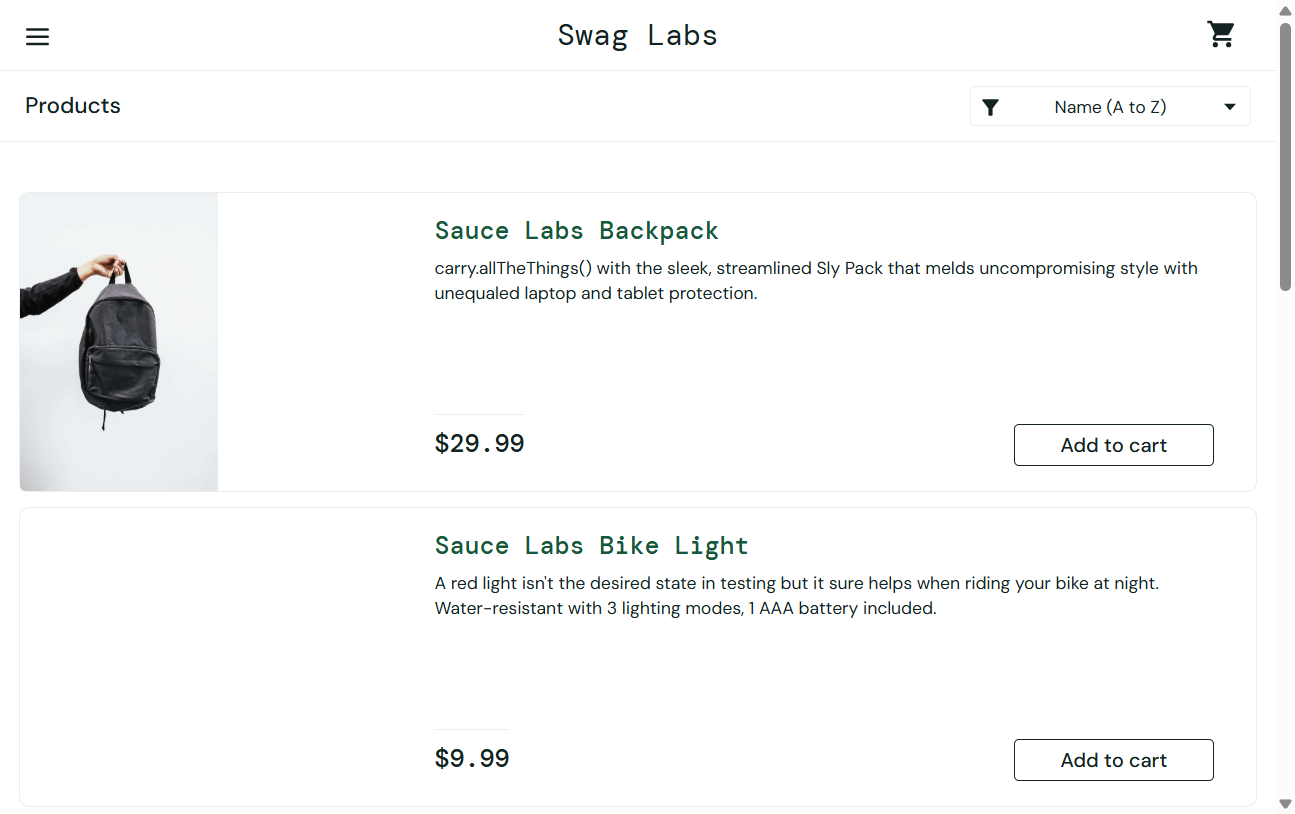 Swag Labs
Products
Name (A to Z)
Sauce Labs Backpack
carry.allTheThings() with the sleek, streamlined Sly Pack that melds uncompromising style with
unequaled laptop and tablet protection.
$29.99
Add to cart
Sauce Labs Bike Light
A red light isn't the desired state in testing but it sure helps when riding your bike at night.
Water-resistant with 3 lighting modes, 1 AAA battery included.
$9.99
Add to cart